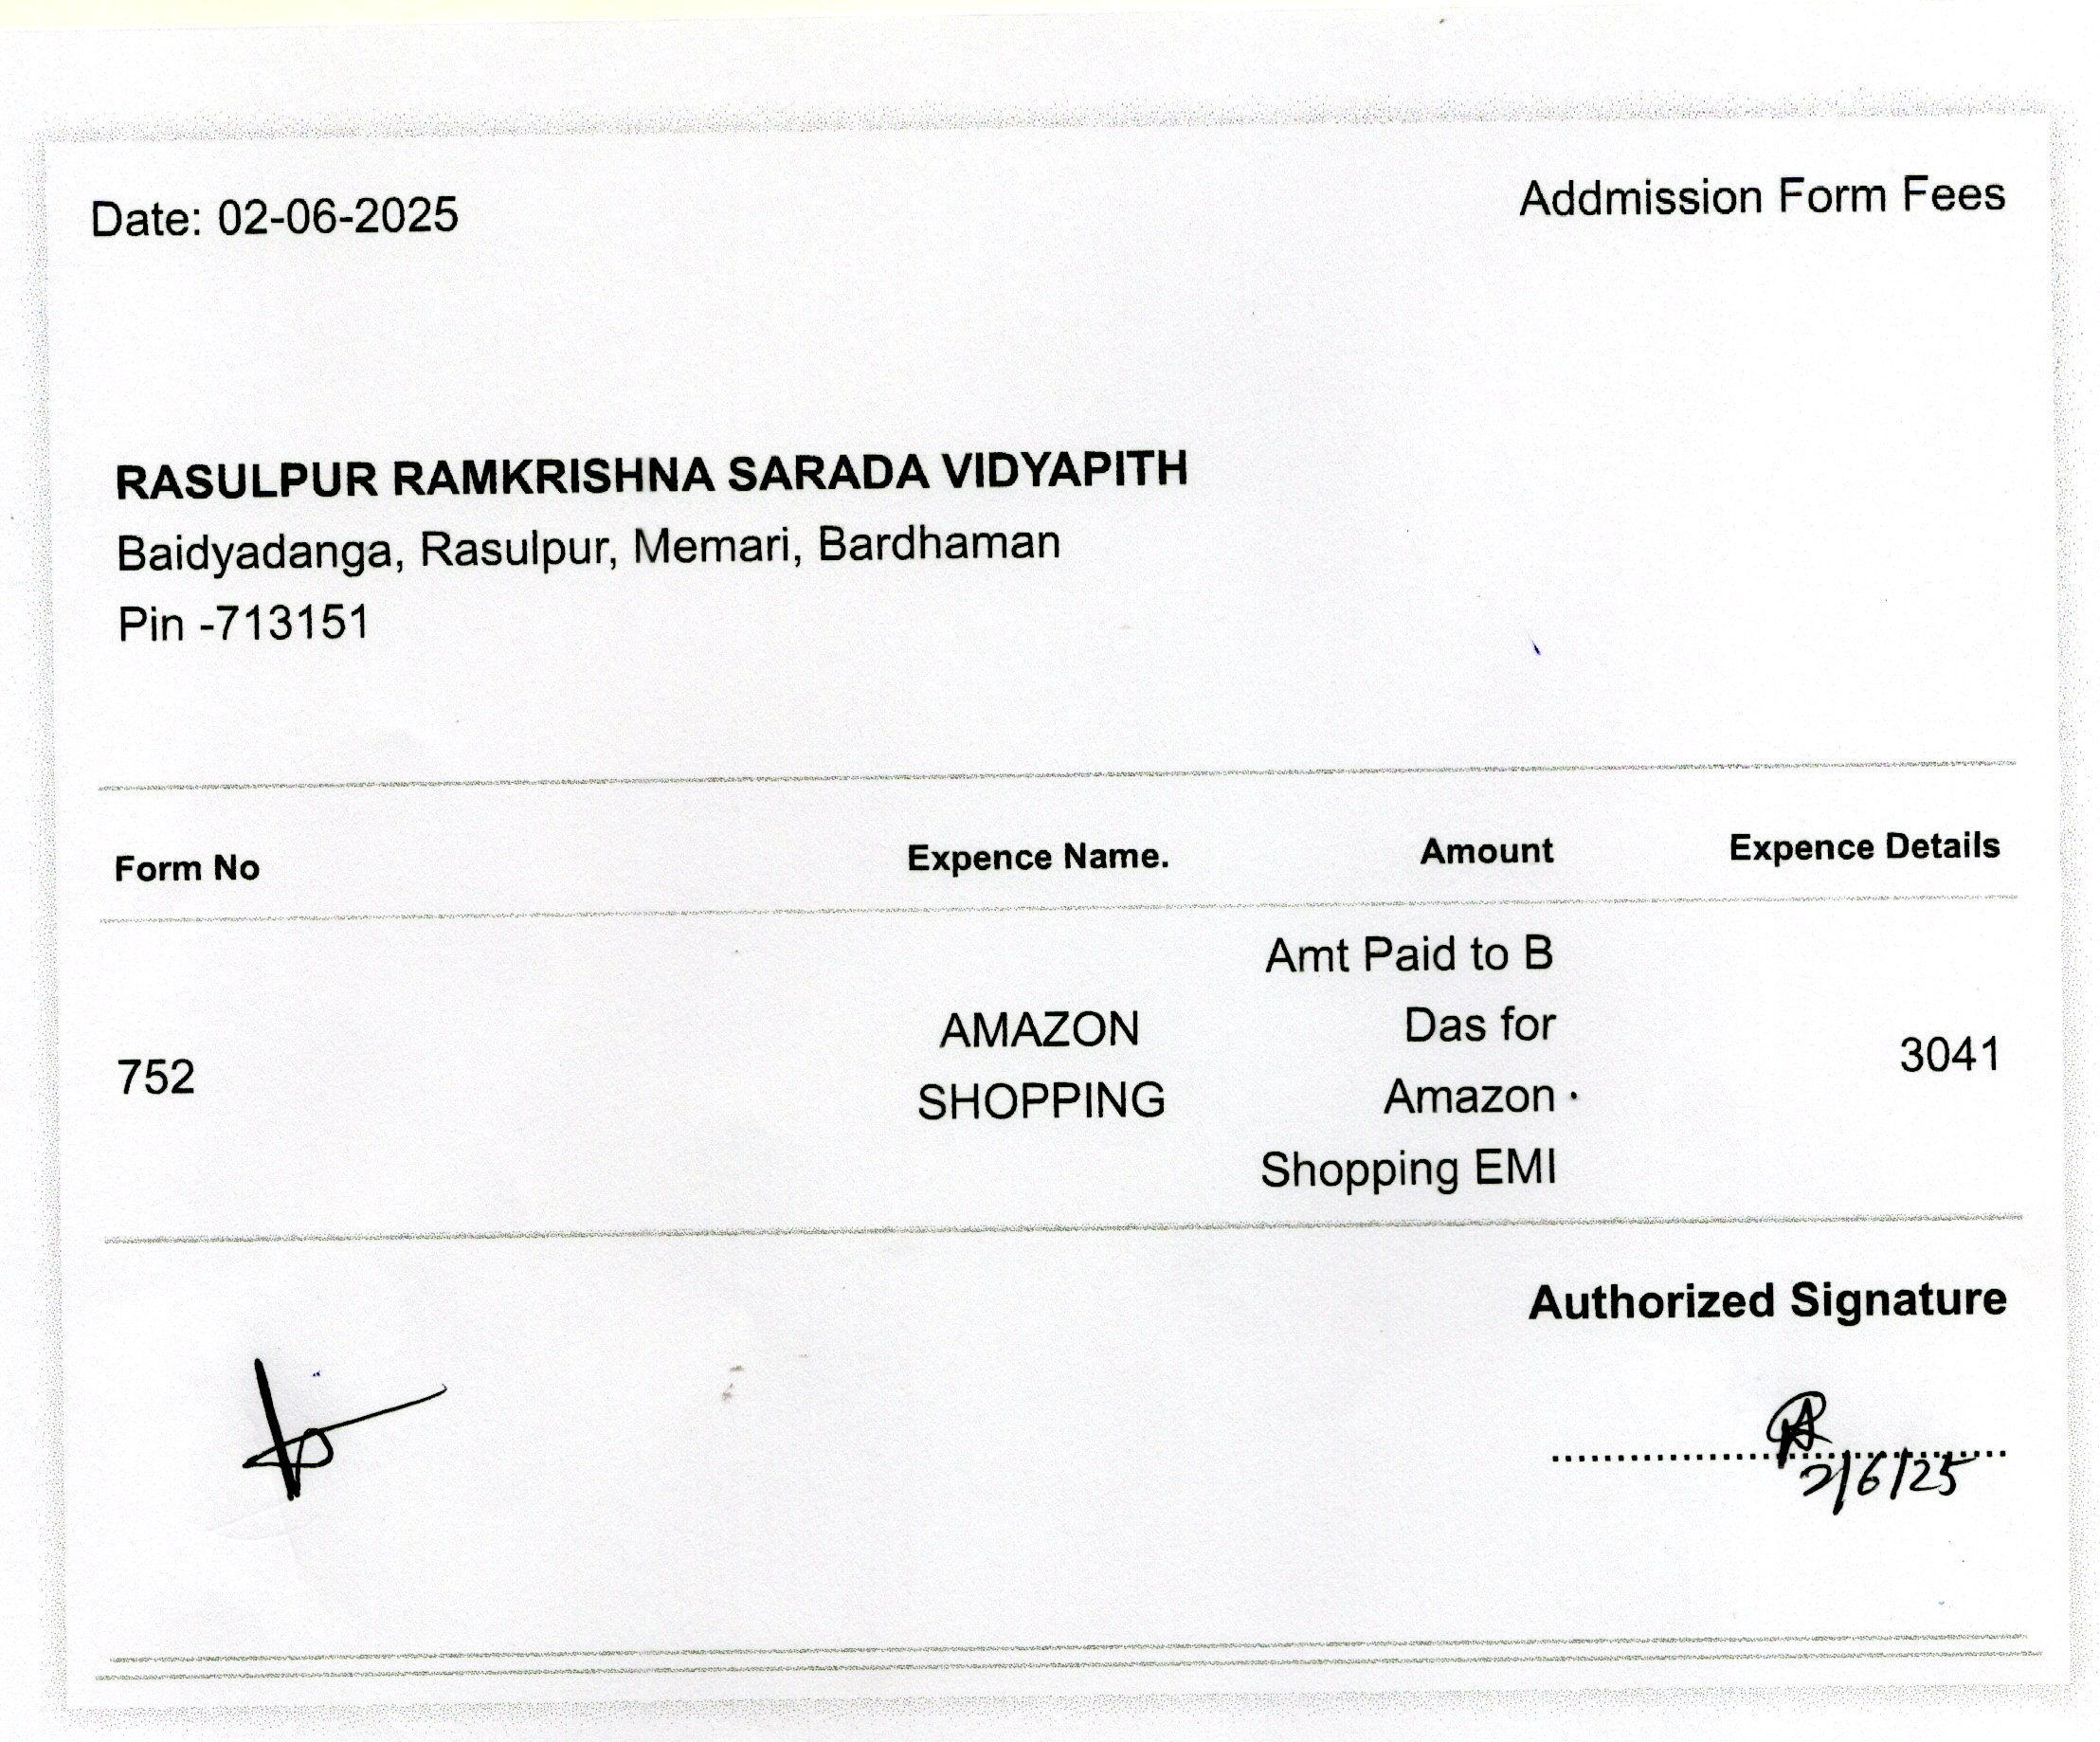 Date: 02-06-2025
Addmission Form Fees
RASULPUR RAMKRISHNA SARADA VIDYAPITH
Baidyadanga, Rasulpur, Memari, Bardhaman
Pin -713151
Form No Expence Name. Amount Expence Details
752
AMAZON
SHOPPING
Amt Paid to B
Das for
Amazon
Shopping EMI
3041
Authorized Signature
2/6/25